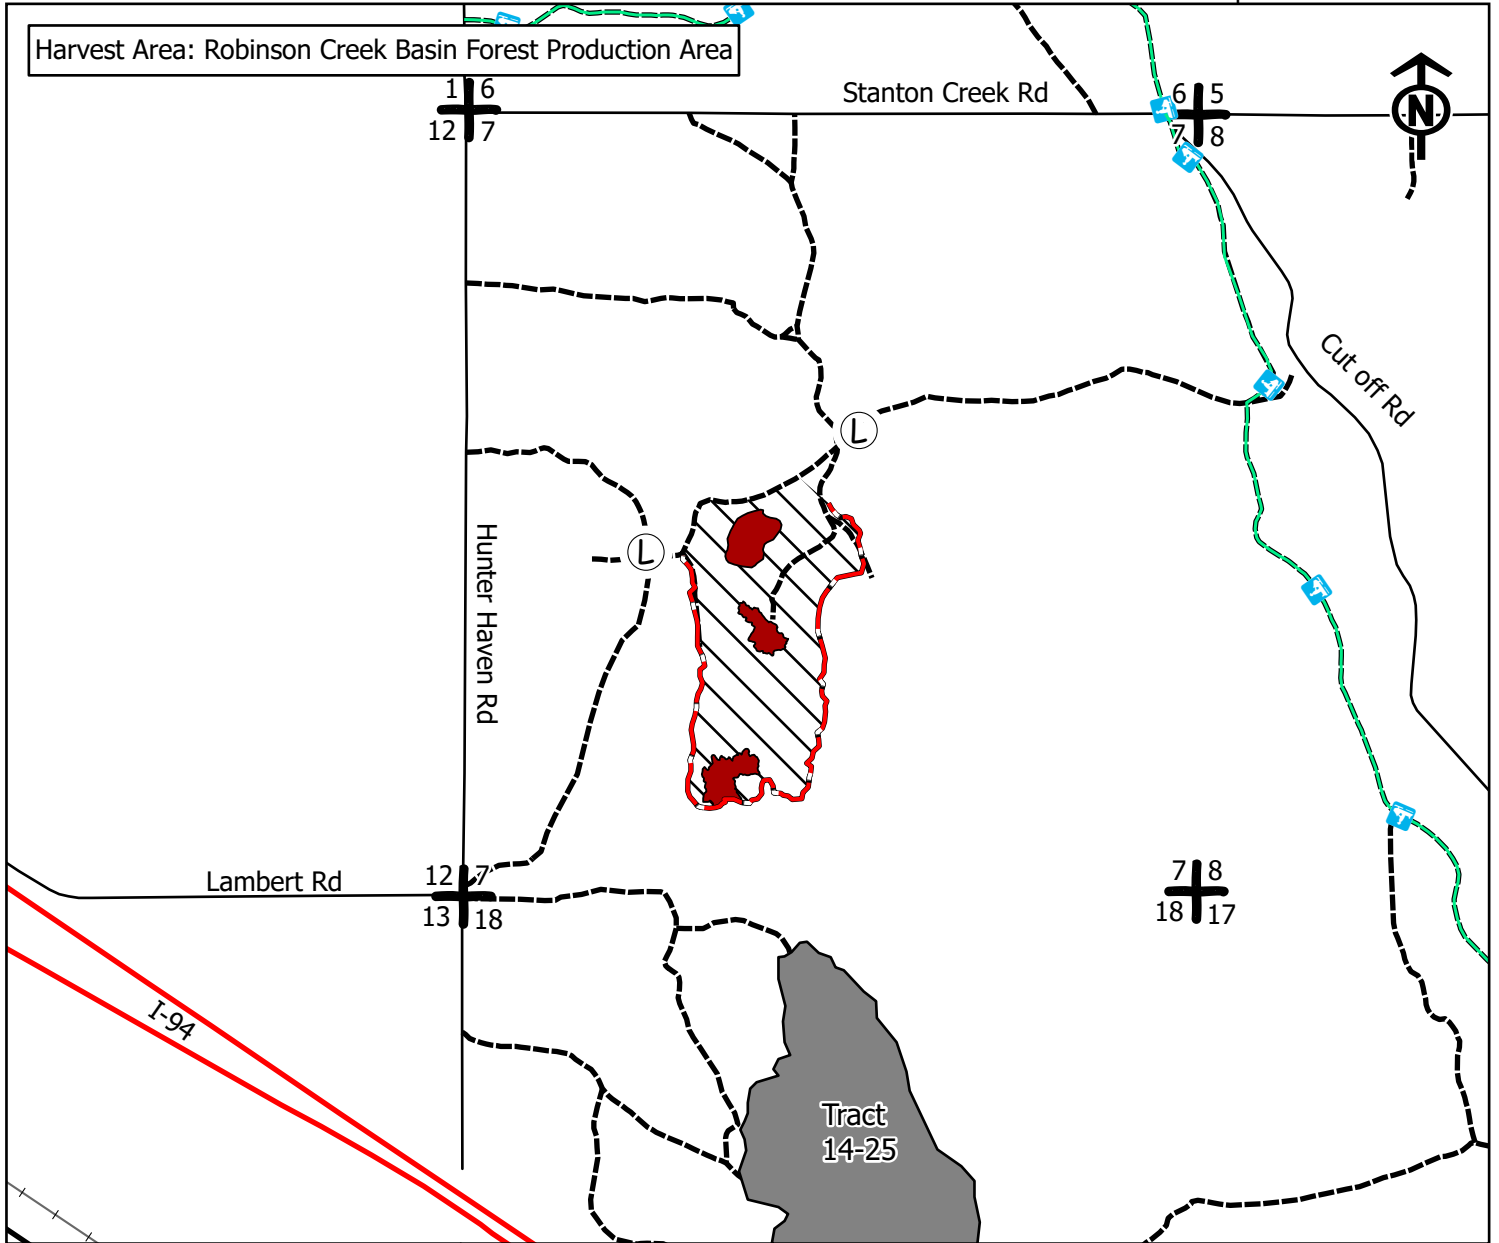 Harvest Area: Robinson Creek Basin Forest Production Area
1 6
12 7
Stanton Creek Rd
6 5
7 8
N
Cut off Rd
L
Hunter Haven Rd
L
Lambert Rd
12 7
13 18
7 8
18 17
I-94
Tract
14-25